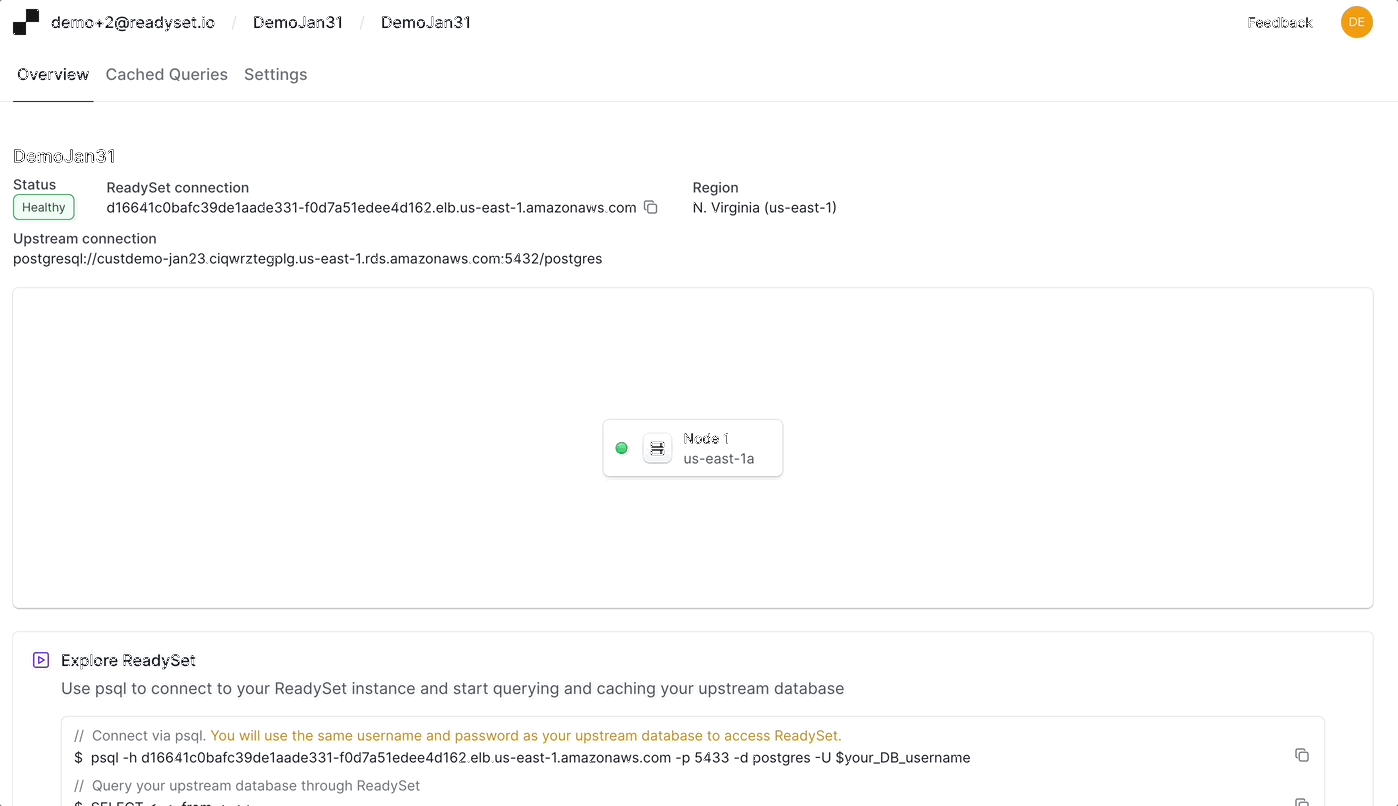 demo+2@readyset.io / DemoJan31 / DemoJan31
Feedback
DE
Overview Cached Queries Settings
DemoJan31
Status
Healthy
ReadySet connection
d16641c0bafc39de1aade331-f0d7a51edee4d162.elb.us-east-1.amazonaws.com
Region
N. Virginia (us-east-1)
Upstream connection
postgresql://custdemo-jan23.ciqwrztegplg.us-east-1.rds.amazonaws.com:5432/postgres
Node 1
us-east-1a
Explore ReadySet
Use psql to connect to your ReadySet instance and start querying and caching your upstream database
// Connect via psql. You will use the same username and password as your upstream database to access ReadySet.
$ psql -h d16641c0bafc39de1aade331-f0d7a51edee4d162.elb.us-east-1.amazonaws.com -p 5433 -d postgres -U $your_DB_username
// Query your upstream database through ReadySet
$ SELECT